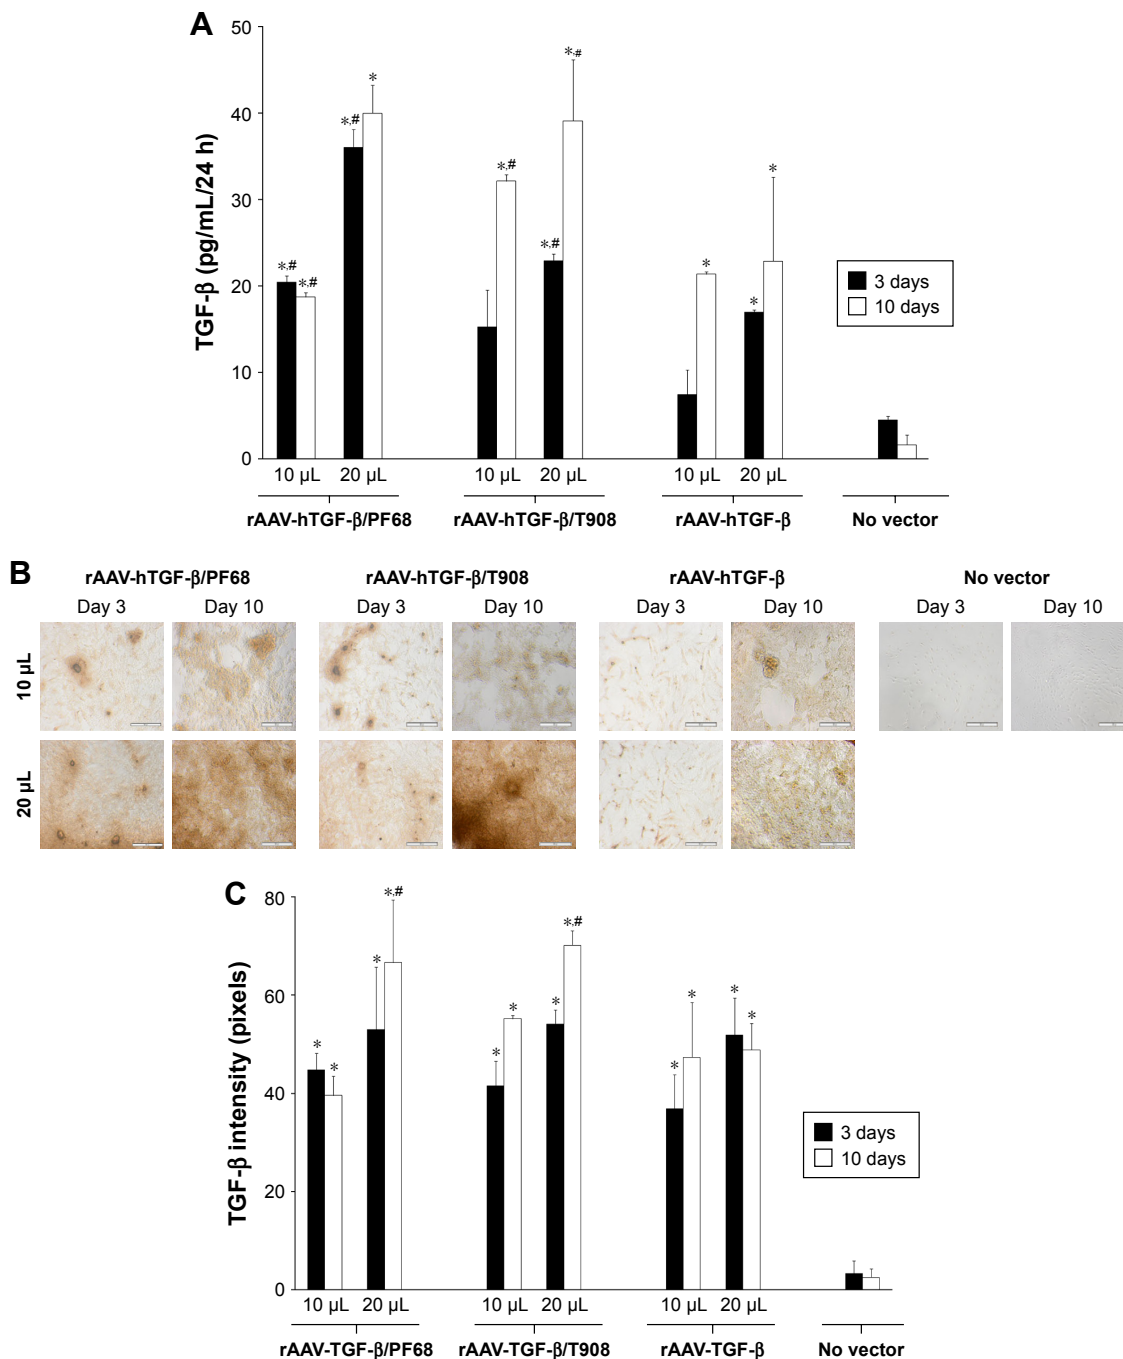 A
TGF-β (pg/mL/24 h)
50
40
30
20
10
0
*,#
*,#
*,#
*
*,#
*,#
*,#
*
*
*
3 days
10 days
10 µL 20 µL 10 µL 20 µL 10 µL 20 µL
rAAV-hTGF-β/PF68 rAAV-hTGF-β/T908 rAAV-hTGF-β No vector
B
rAAV-hTGF-β/PF68 rAAV-hTGF-β/T908 rAAV-hTGF-β No vector
Day 3 Day 10 Day 3 Day 10 Day 3 Day 10 Day 3 Day 10
10 µL
20 µL
C
TGF-β intensity (pixels)
80
60
40
20
0
*
*
*
*,#
*
*
*
*,#
*
*
*
*
3 days
10 days
10 µL 20 µL 10 µL 20 µL 10 µL 20 µL
rAAV-TGF-β/PF68 rAAV-TGF-β/T908 rAAV-TGF-β No vector